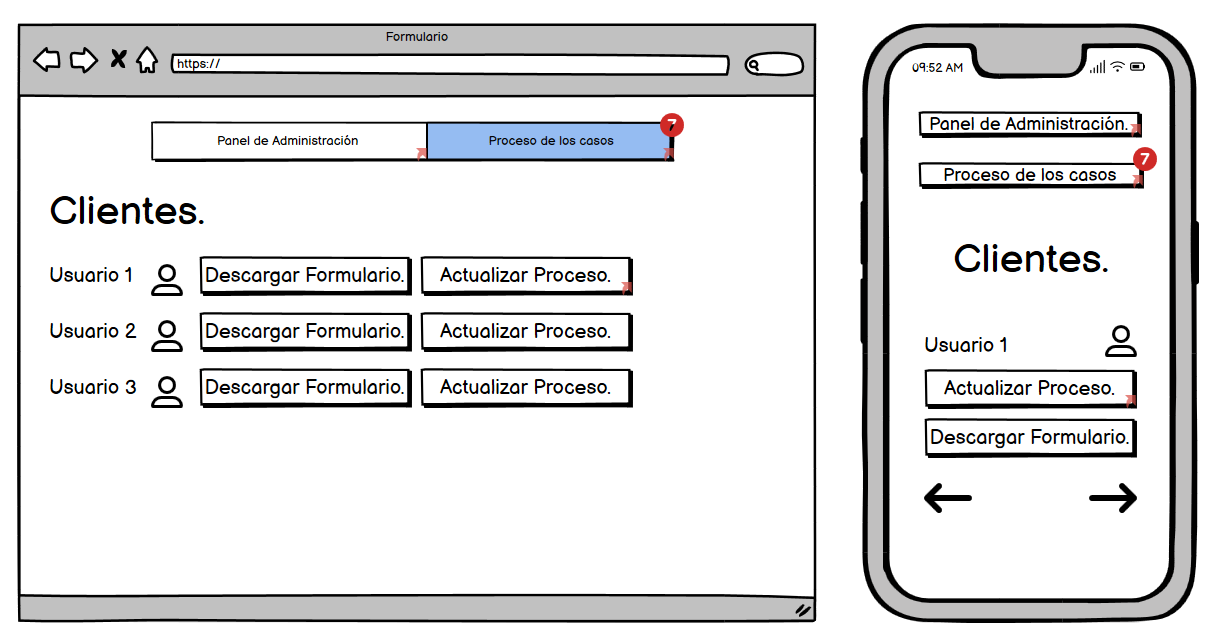 Formulario
https://
Panel de Administración
Proceso de los casos
7
Clientes.
Usuario 1
Descargar Formulario.
Actualizar Proceso.
Usuario 2
Descargar Formulario.
Actualizar Proceso.
Usuario 3
Descargar Formulario.
Actualizar Proceso.
09:52 AM
Panel de Administración.
7
Proceso de los casos
Clientes.
Usuario 1
Actualizar Proceso.
Descargar Formulario.